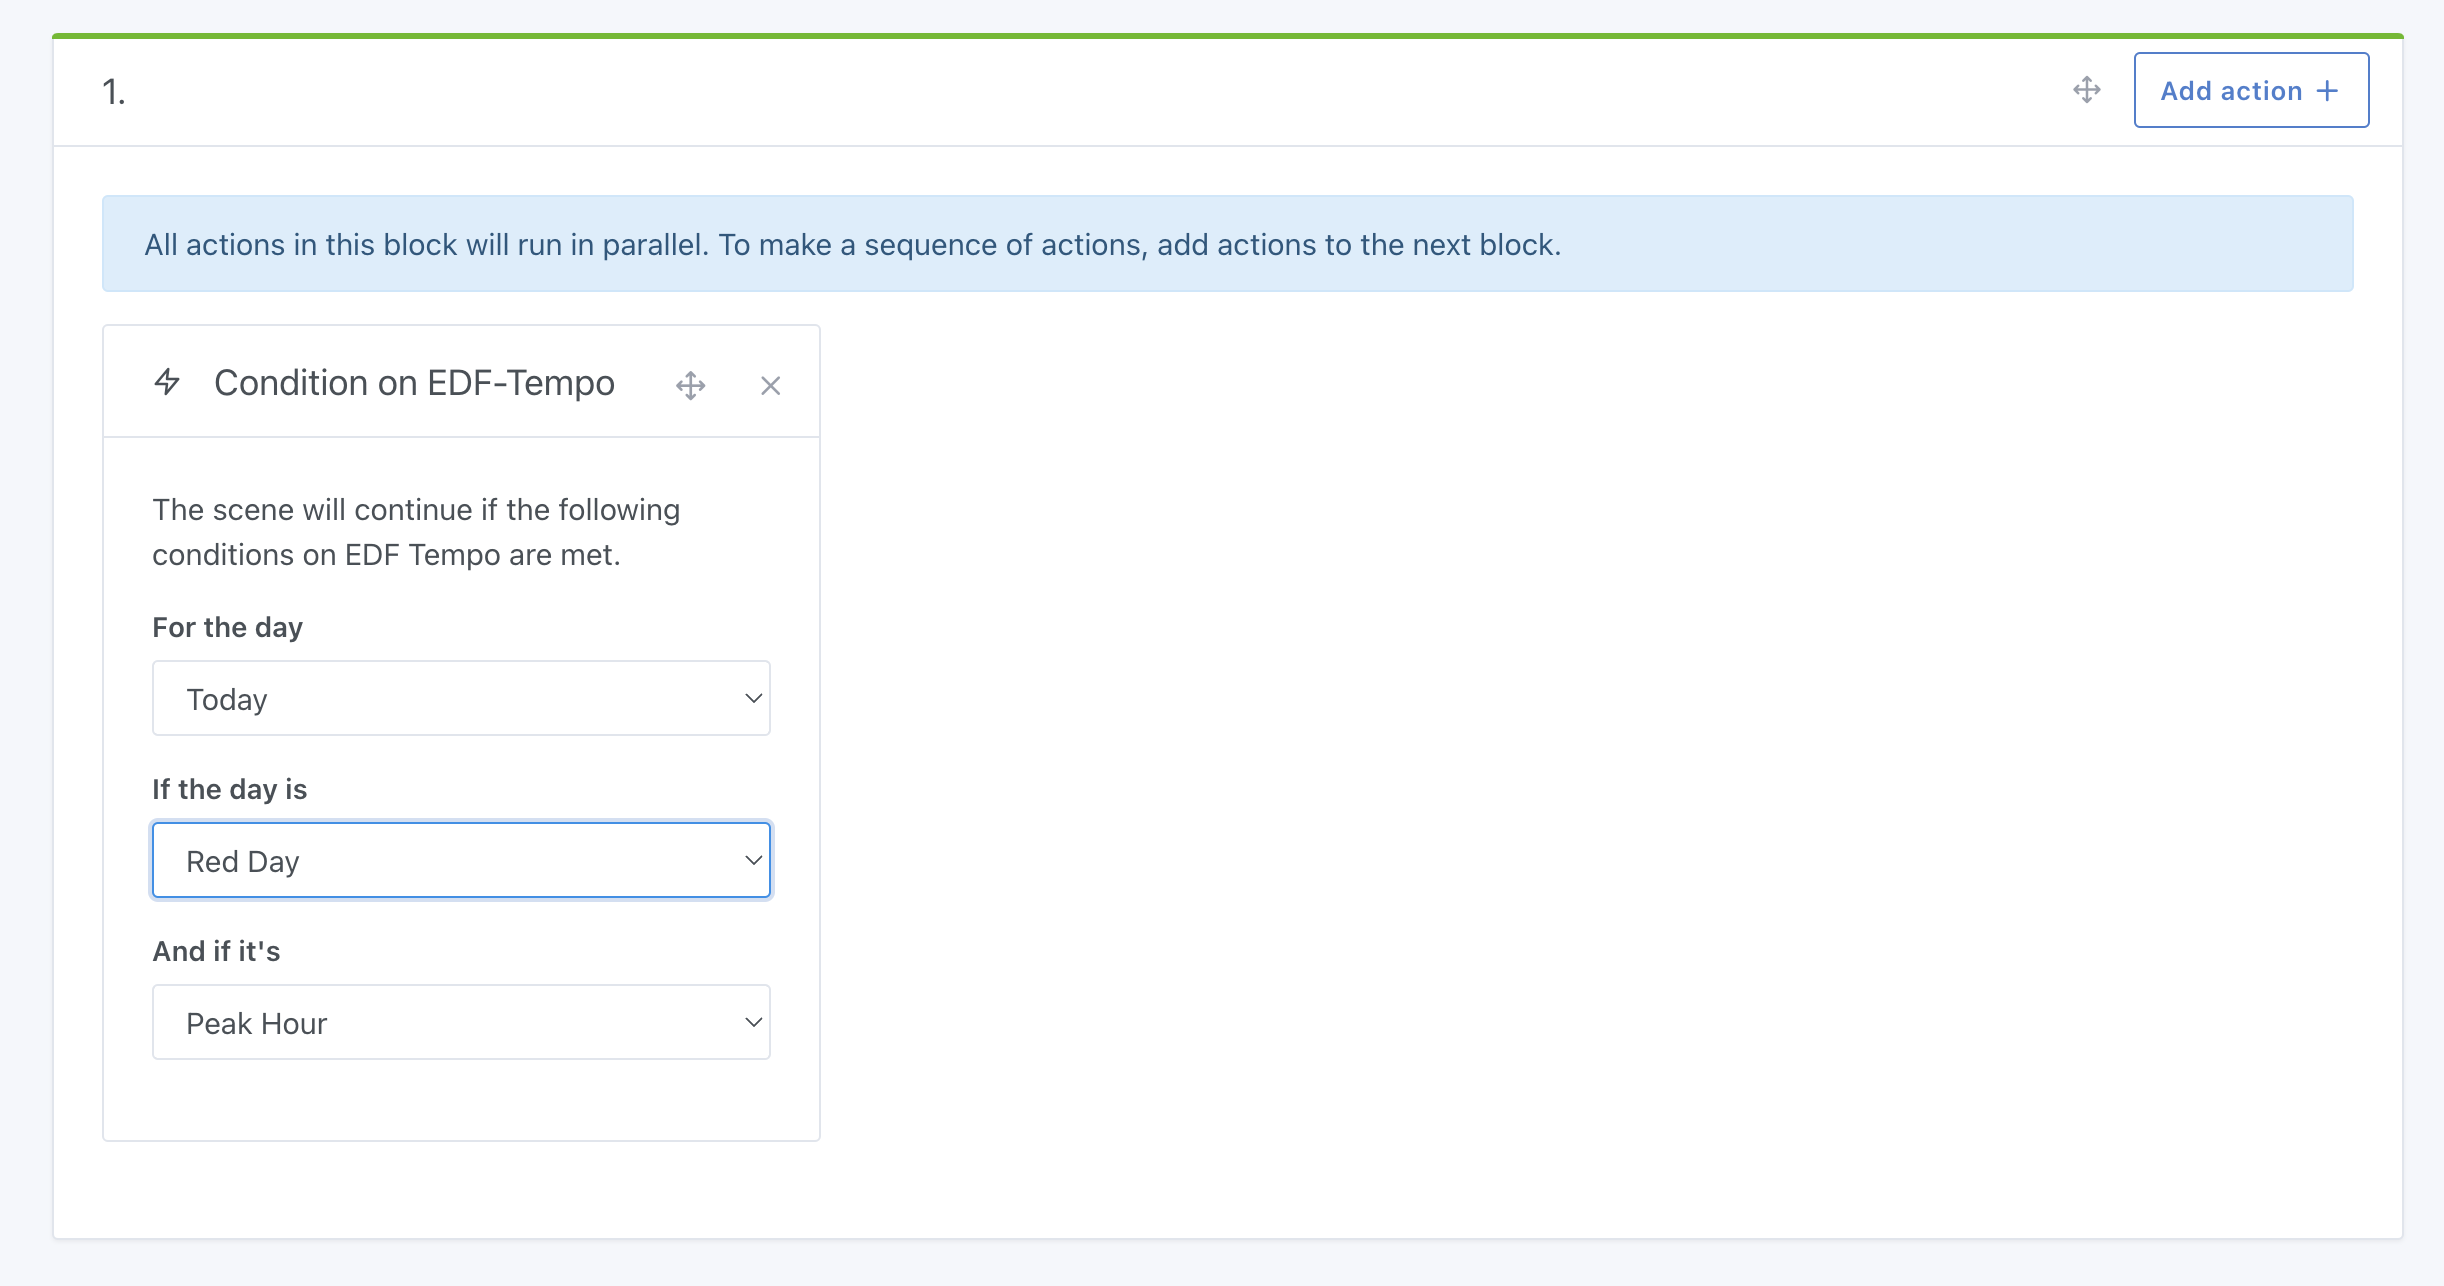 1.
Add action +
All actions in this block will run in parallel. To make a sequence of actions, add actions to the next block.
Condition on EDF-Tempo
The scene will continue if the following
conditions on EDF Tempo are met.
For the day
Today
If the day is
Red Day
And if it's
Peak Hour